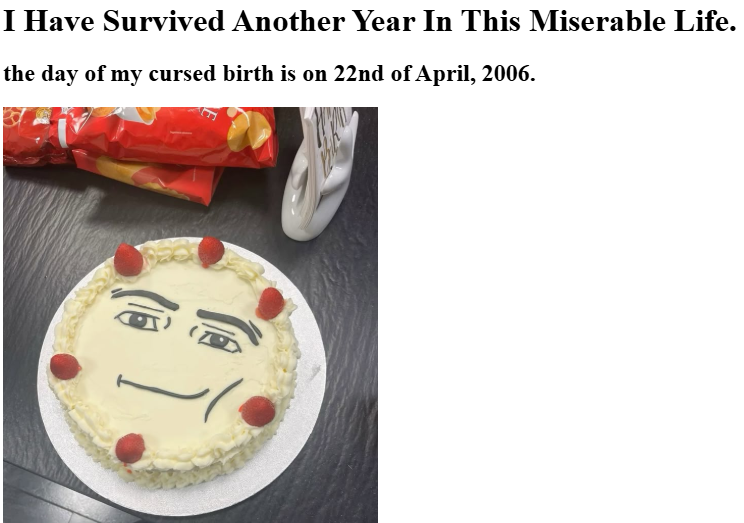 I Have Survived Another Year In This Miserable Life.
the day of my cursed birth is on 22nd of April, 2006.